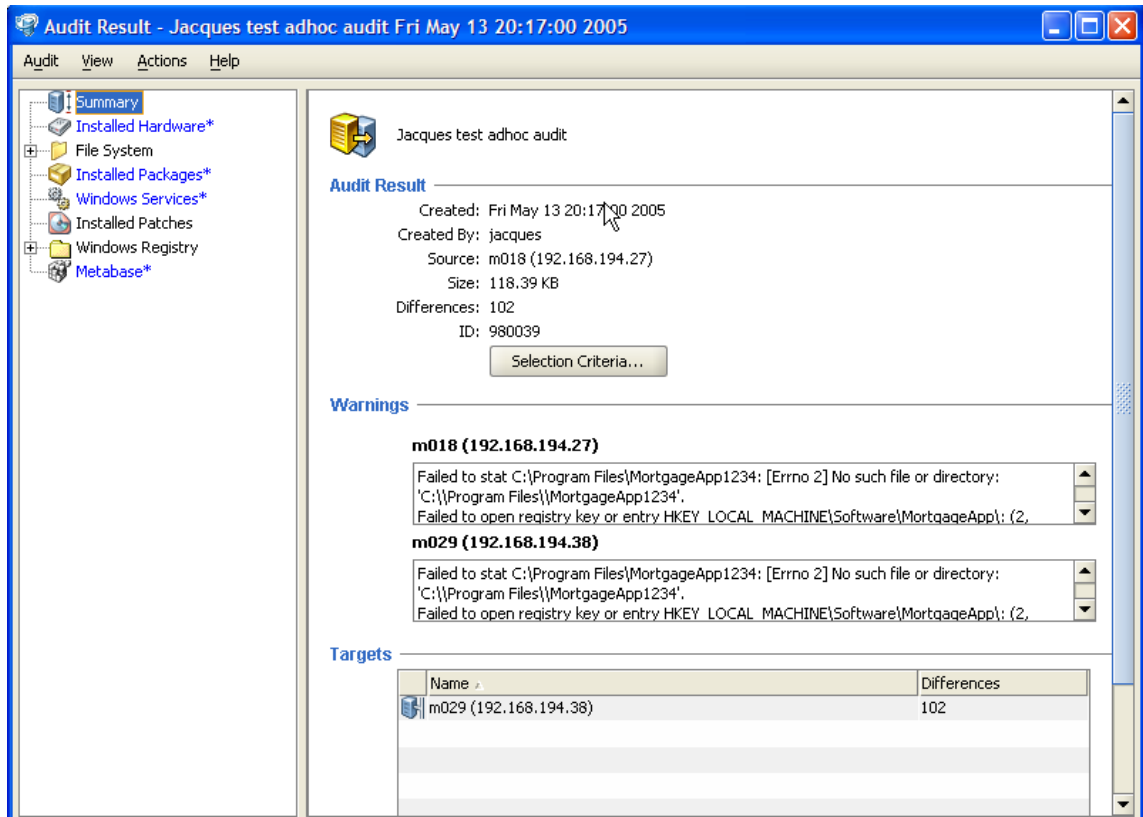 Audit Result - Jacques test adhoc audit Fri May 13 20:17:00 2005
Audit View Actions Help
Summary
Installed Hardware*
File System
Installed Packages*
Windows Services*
Installed Patches
Windows Registry
Metabase*
Jacques test adhoc audit
Audit Result
Created: Fri May 13 20:17:00 2005
Created By: jacques
Source: m018 (192.168.194.27)
Size: 118.39 KB
Differences: 102
ID: 980039
Selection Criteria...
Warnings
m018 (192.168.194.27)
Failed to stat C:\Program Files\MortgageApp1234: [Errno 2] No such file or directory:
'C:\\Program Files\\MortgageApp1234'.
Failed to open registry key or entry HKEY_LOCAL_MACHINE\Software\MortgageApp\: (2,
m029 (192.168.194.38)
Failed to stat C:\Program Files\MortgageApp1234: [Errno 2] No such file or directory:
'C:\\Program Files\\MortgageApp1234'.
Failed to open registry key or entry HKEY_LOCAL_MACHINE\Software\MortgageApp\: (2,
Targets
Name Differences
m029 (192.168.194.38) 102